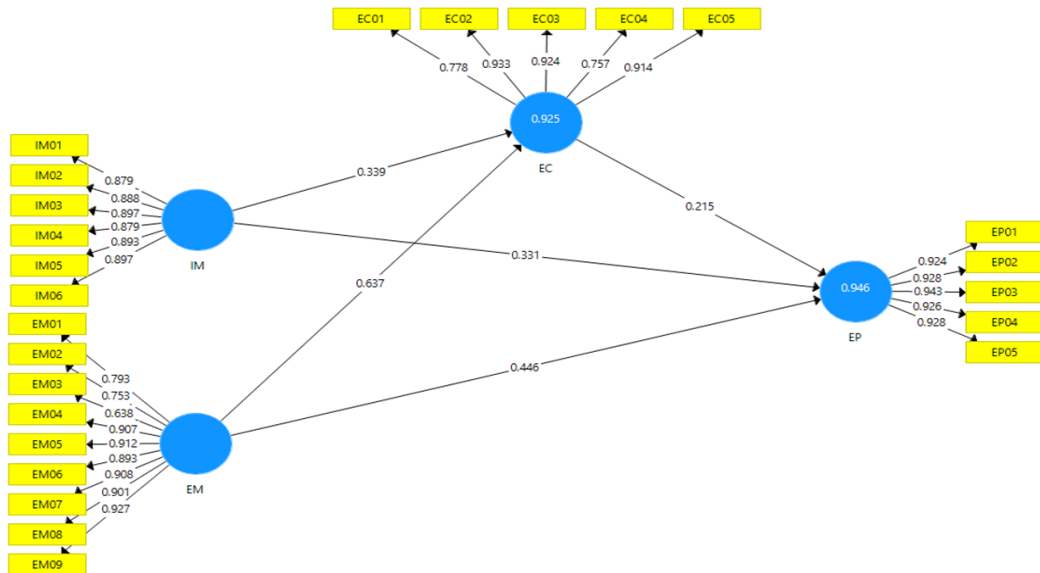 EC01 EC02 EC03 EC04 EC05
0.778 0.933 0.924 0.757 0.914
0.925
EC
IM01
IM02
IM03
IM04
IM05
IM06
0.879
0.888
0.897
0.879
0.893
0.897
IM
0.339
0.331
0.637
0.215
0.446
EM01
EM02
EM03
EM04
EM05
EM06
EM07
EM08
EM09
0.793
0.753
0.638
0.907
0.912
0.893
0.908
0.901
0.927
EM
0.946
EP
0.924
0.928
0.943
0.926
0.928
EP01
EP02
EP03
EP04
EP05